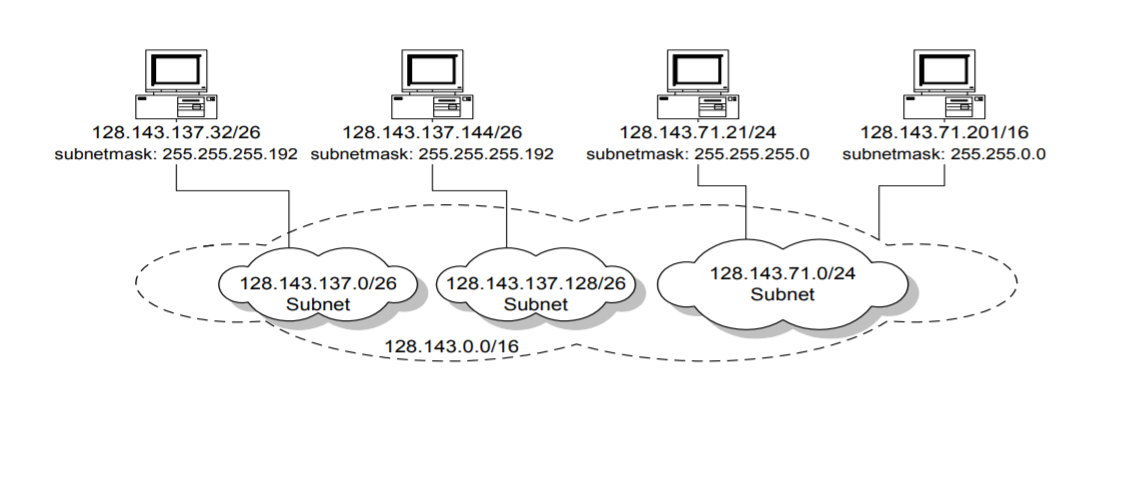 128.143.137.32/26
subnetmask: 255.255.255.192
128.143.137.144/26
subnetmask: 255.255.255.192
128.143.71.21/24
subnetmask: 255.255.255.0
128.143.71.201/16
subnetmask: 255.255.0.0
128.143.137.0/26
Subnet
128.143.137.128/26
Subnet
128.143.71.0/24
Subnet
128.143.0.0/16